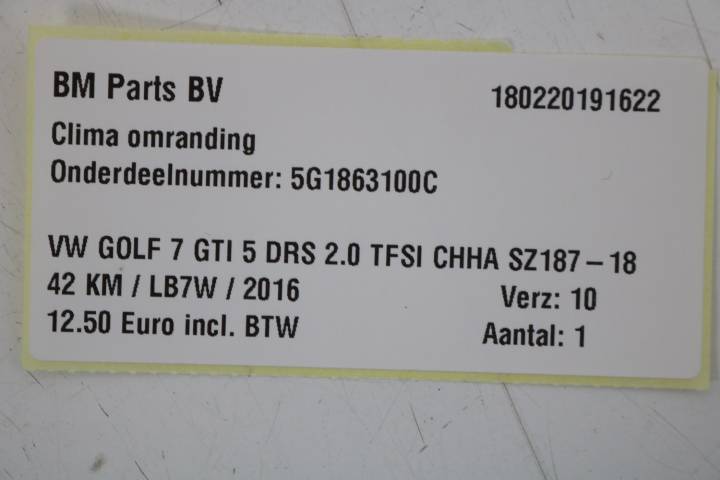 BM Parts BV 180220191622
Clima omranding
Onderdeelnummer: 5G1863100C
VW GOLF 7 GTI 5 DRS 2.0 TFSI CHHA SZ187-18
42 KM / LB7W / 2016 Verz: 10
12.50 Euro incl. BTW Aantal: 1